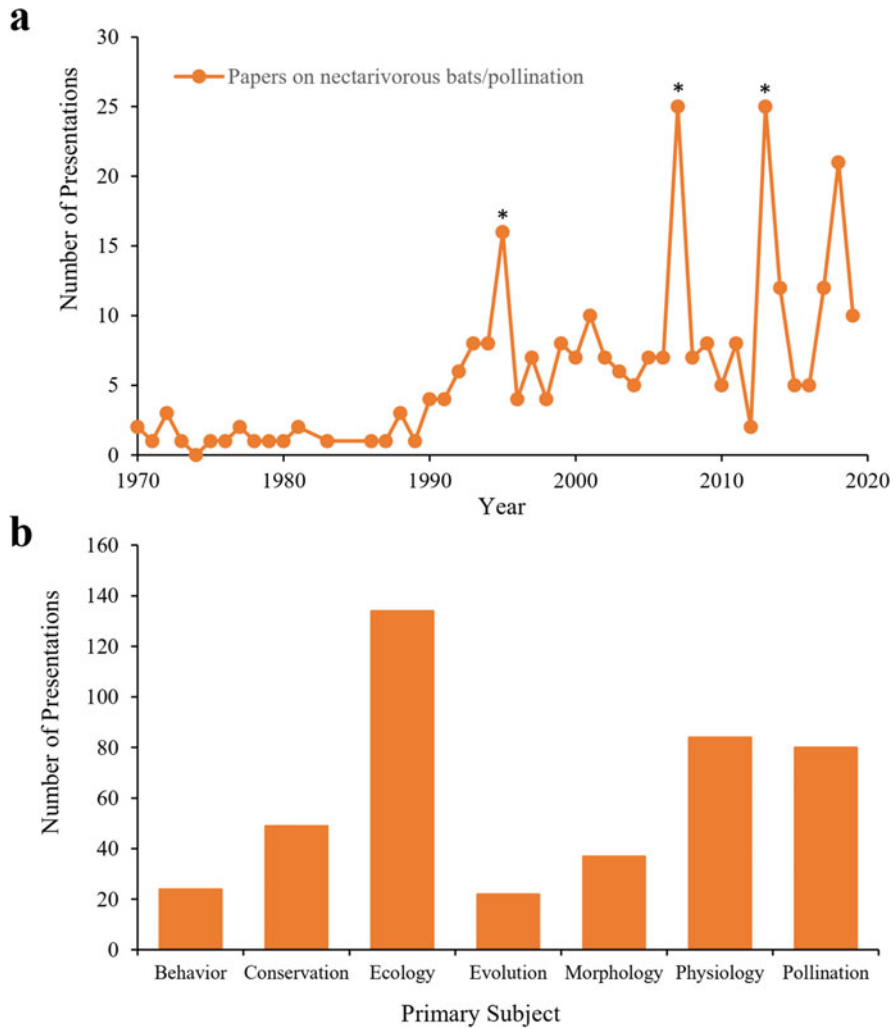 a
Number of Presentations
30
25
20
15
10
5
0
Papers on nectarivorous bats/pollination
*
*
*
1970
1980
1990
2000
2010
2020
Year
b
Number of Presentations
160
140
120
100
80
60
40
20
0
Behavior
Conservation
Ecology
Evolution
Morphology
Physiology
Pollination
Primary Subject